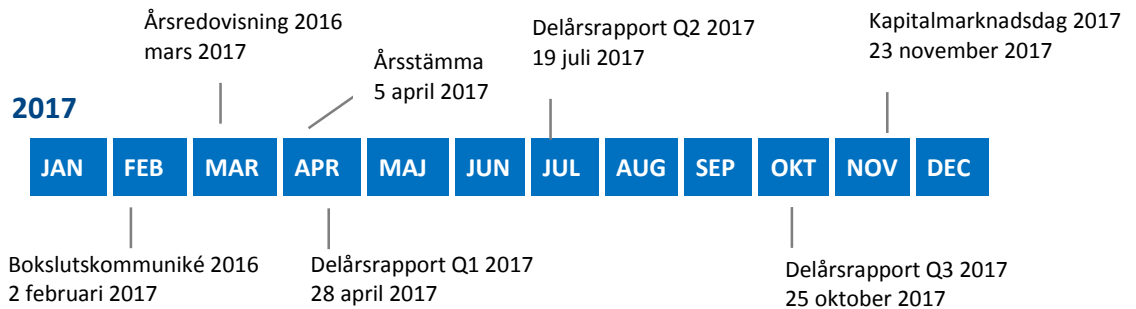 Årsredovisning 2016
mars 2017
Årsstämma
5 april 2017
Delårsrapport Q2 2017
19 juli 2017
Kapitalmarknadsdag 2017
23 november 2017
2017
JAN FEB MAR APR MAJ JUN JUL AUG SEP OKT NOV DEC
Bokslutskommuniké 2016
2 februari 2017
Delårsrapport Q1 2017
28 april 2017
Delårsrapport Q3 2017
25 oktober 2017